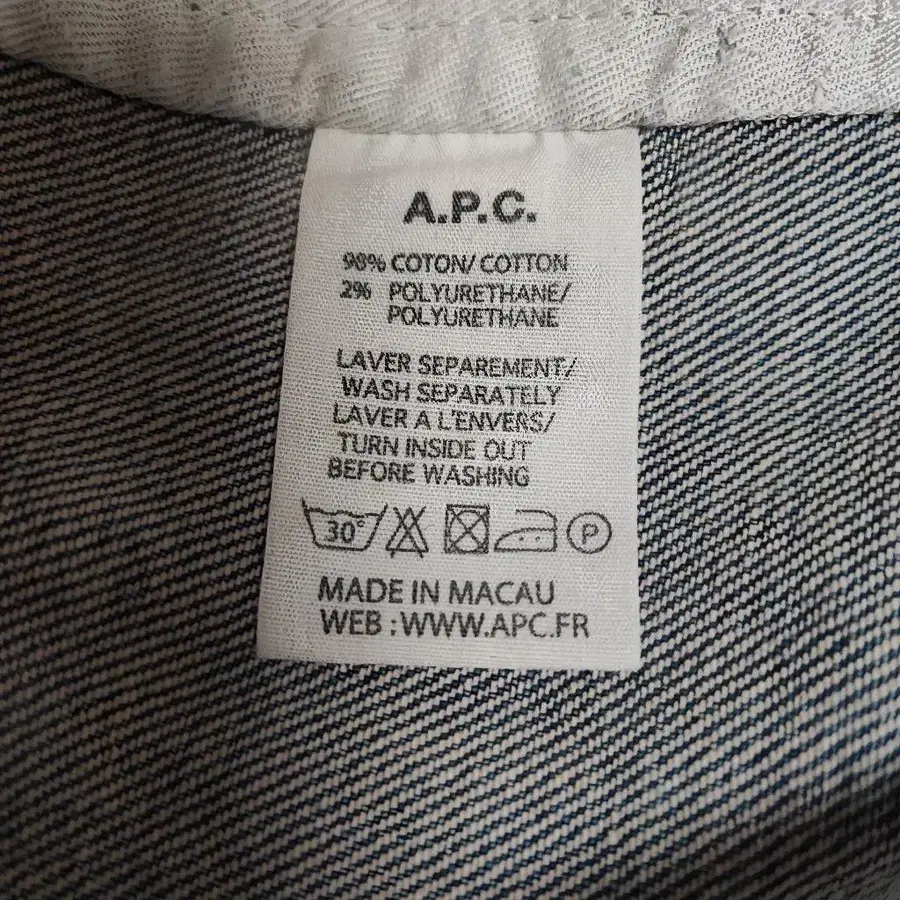 A.P.C.
98% COTON/ COTTON
2% POLYURETHANE/
POLYURETHANE
LAVER SEPAREMENT/
WASH SEPARATELY
LAVER A L'ENVERS/
TURN INSIDE OUT
BEFORE WASHING
30° P
MADE IN MACAU
WEB : WWW.APC.FR